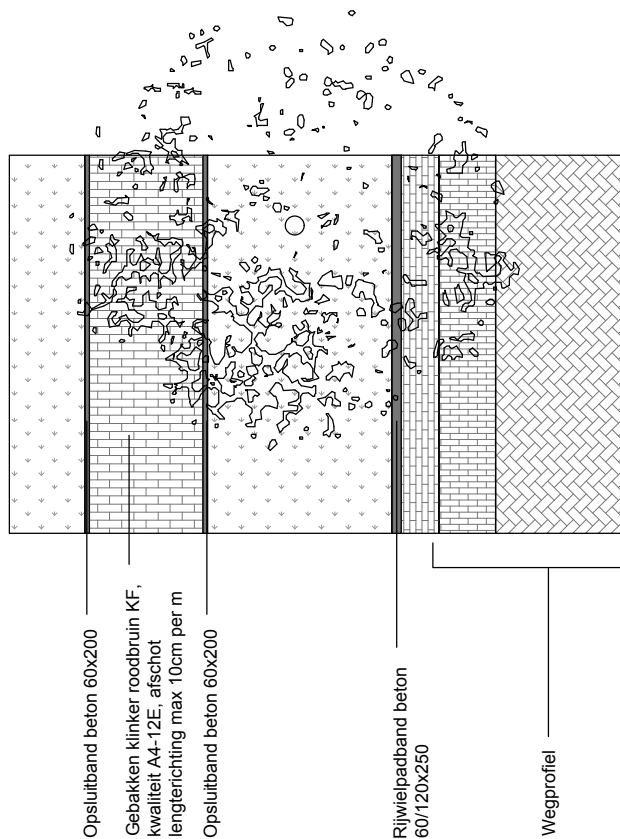 Opsluitband beton 60x200
Gebakken klinker roodbruin KF,
kwaliteit A4-12E, afschot
lengterichting max 10cm per m
Opsluitband beton 60x200
Rijwielpadband beton
60/120x250
Wegprofiel